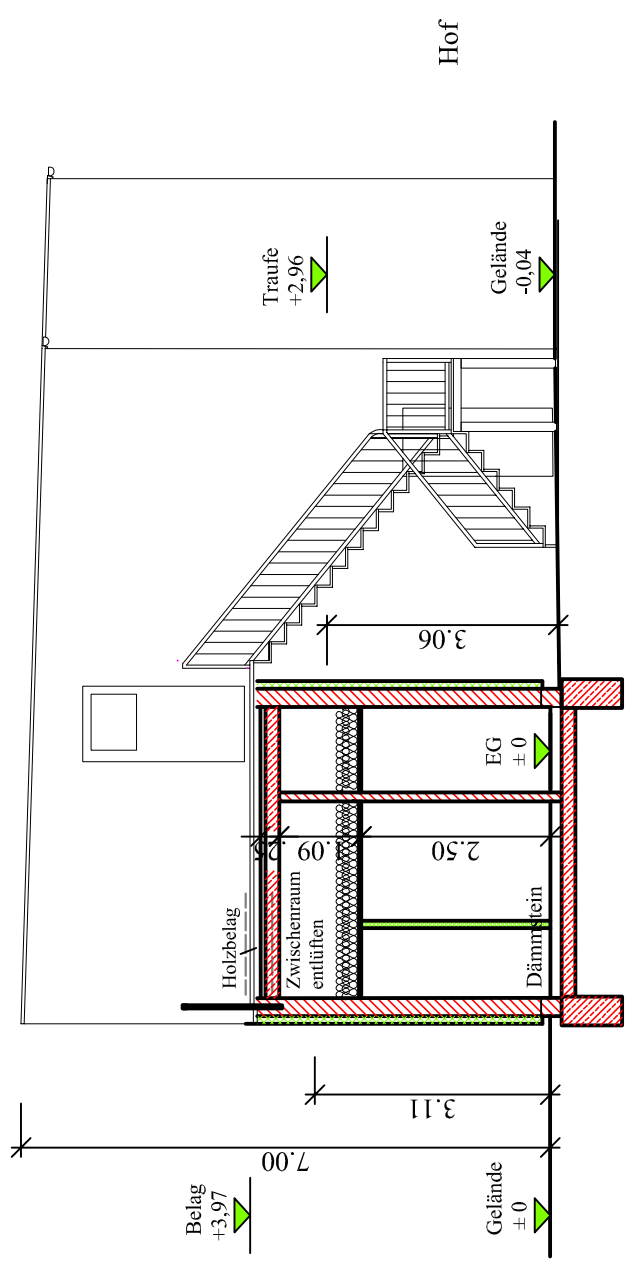 Hof
Traufe
+2,96
Gelände
-0,04
3.06
EG
± 0
.25
1.09
2.50
Holzbelag
Zwischenraum
entlüften
Dämmstein
3.11
7.00
Belag
+3,97
Gelände
± 0